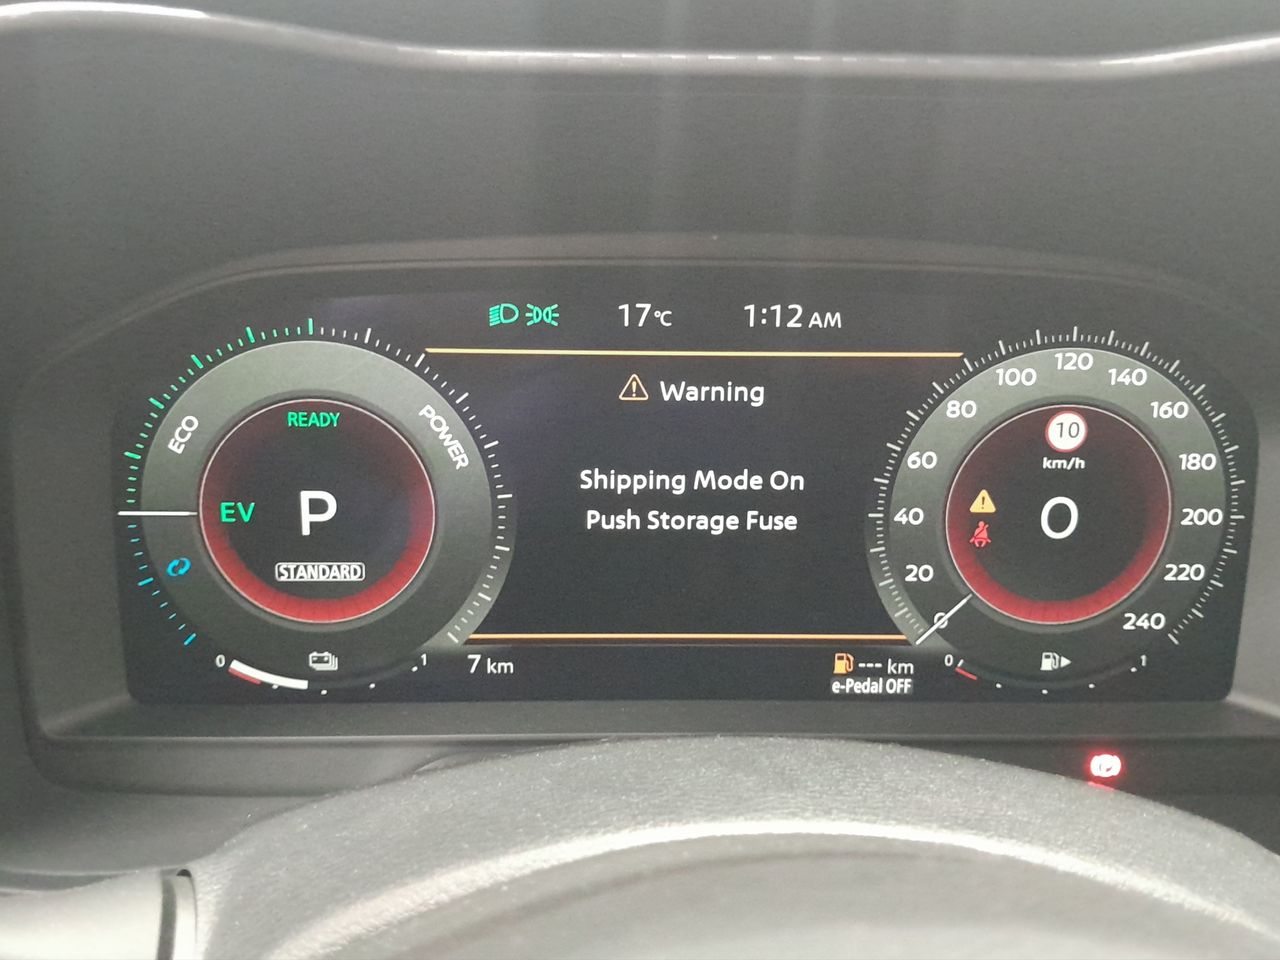 17°C 1:12 AM
Warning
Shipping Mode On
Push Storage Fuse
READY
ECO
POWER
EV
P
STANDARD
0
1
7 km
--- km
e-Pedal OFF
0
20
40
60
80
100
120
140
160
180
200
220
240
10
km/h
0
0
1